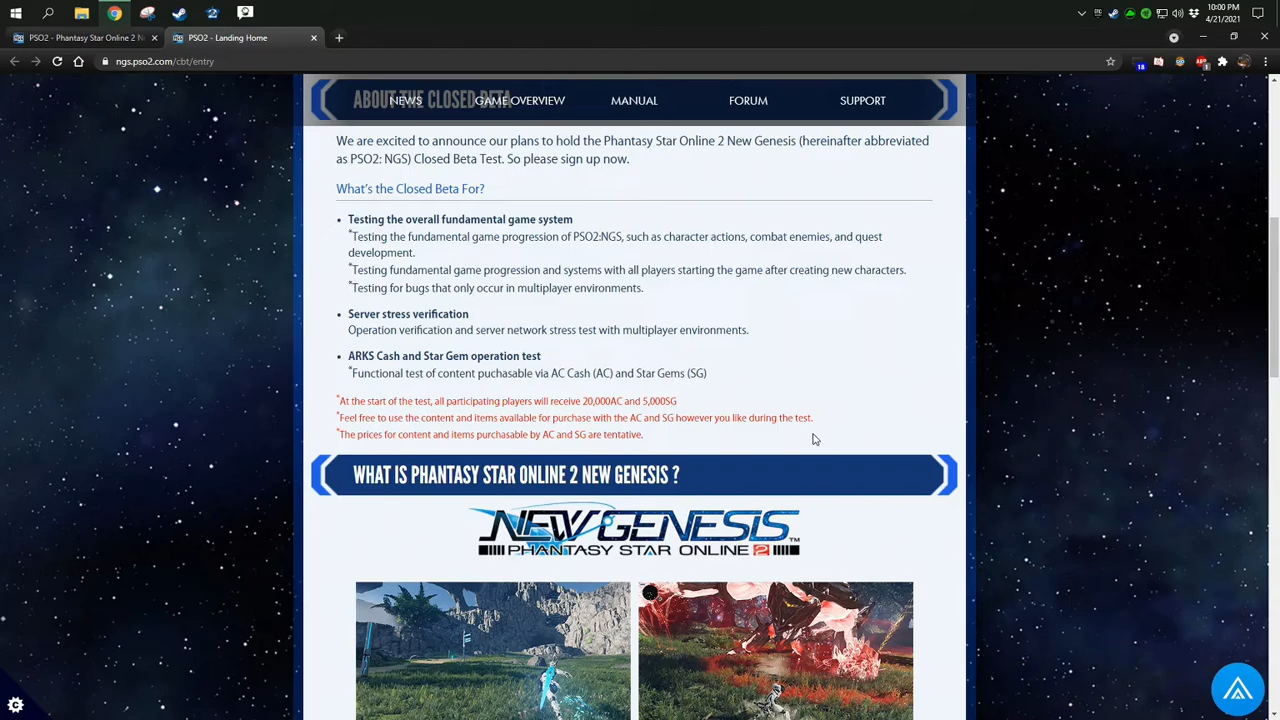 10:00 PM
4/21/2021
PSO2 - Phantasy Star Online 2 N
PSO2 - Landing Home
ngs.pso2.com/cbt/entry
18
1
ABOUT THE CLOSED BETA
NEWS GAME OVERVIEW MANUAL FORUM SUPPORT
We are excited to announce our plans to hold the Phantasy Star Online 2 New Genesis (hereinafter abbreviated
as PSO2: NGS) Closed Beta Test. So please sign up now.
What's the Closed Beta For?
• Testing the overall fundamental game system
*Testing the fundamental game progression of PSO2:NGS, such as character actions, combat enemies, and quest
development.
*Testing fundamental game progression and systems with all players starting the game after creating new characters.
*Testing for bugs that only occur in multiplayer environments.
• Server stress verification
Operation verification and server network stress test with multiplayer environments.
• ARKS Cash and Star Gem operation test
*Functional test of content puchasable via AC Cash (AC) and Star Gems (SG)
*At the start of the test, all participating players will receive 20,000AC and 5,000SG
*Feel free to use the content and items available for purchase with the AC and SG however you like during the test.
*The prices for content and items purchasable by AC and SG are tentative.
WHAT IS PHANTASY STAR ONLINE 2 NEW GENESIS ?
NEW GENESIS™
PHANTASY STAR ONLINE 2